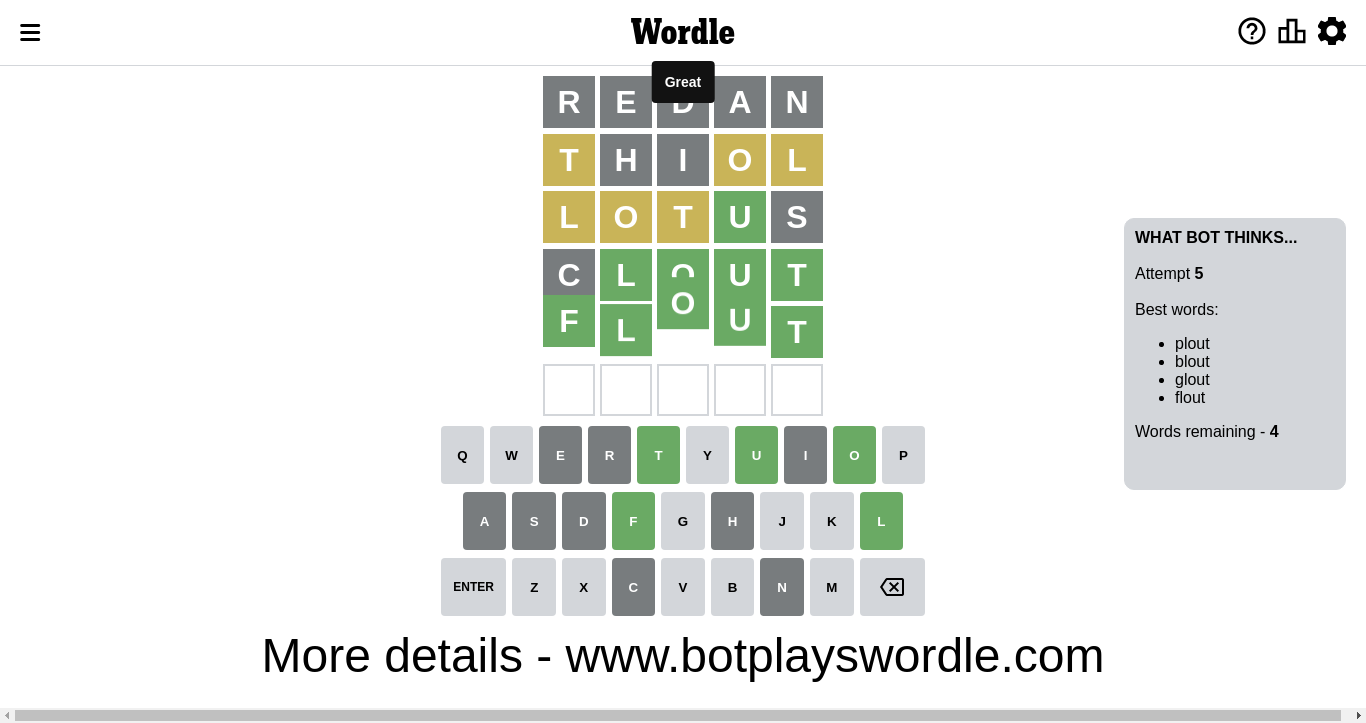 Wordle
Great
R E D A N
T H I O L
L O T U S
C L O U T
F L O U T
WHAT BOT THINKS...
Attempt 5
Best words:
• plout
• blout
• glout
• flout
Words remaining - 4
Q W E R T Y U I O P
A S D F G H J K L
ENTER Z X C V B N M
More details - www.botplayswordle.com